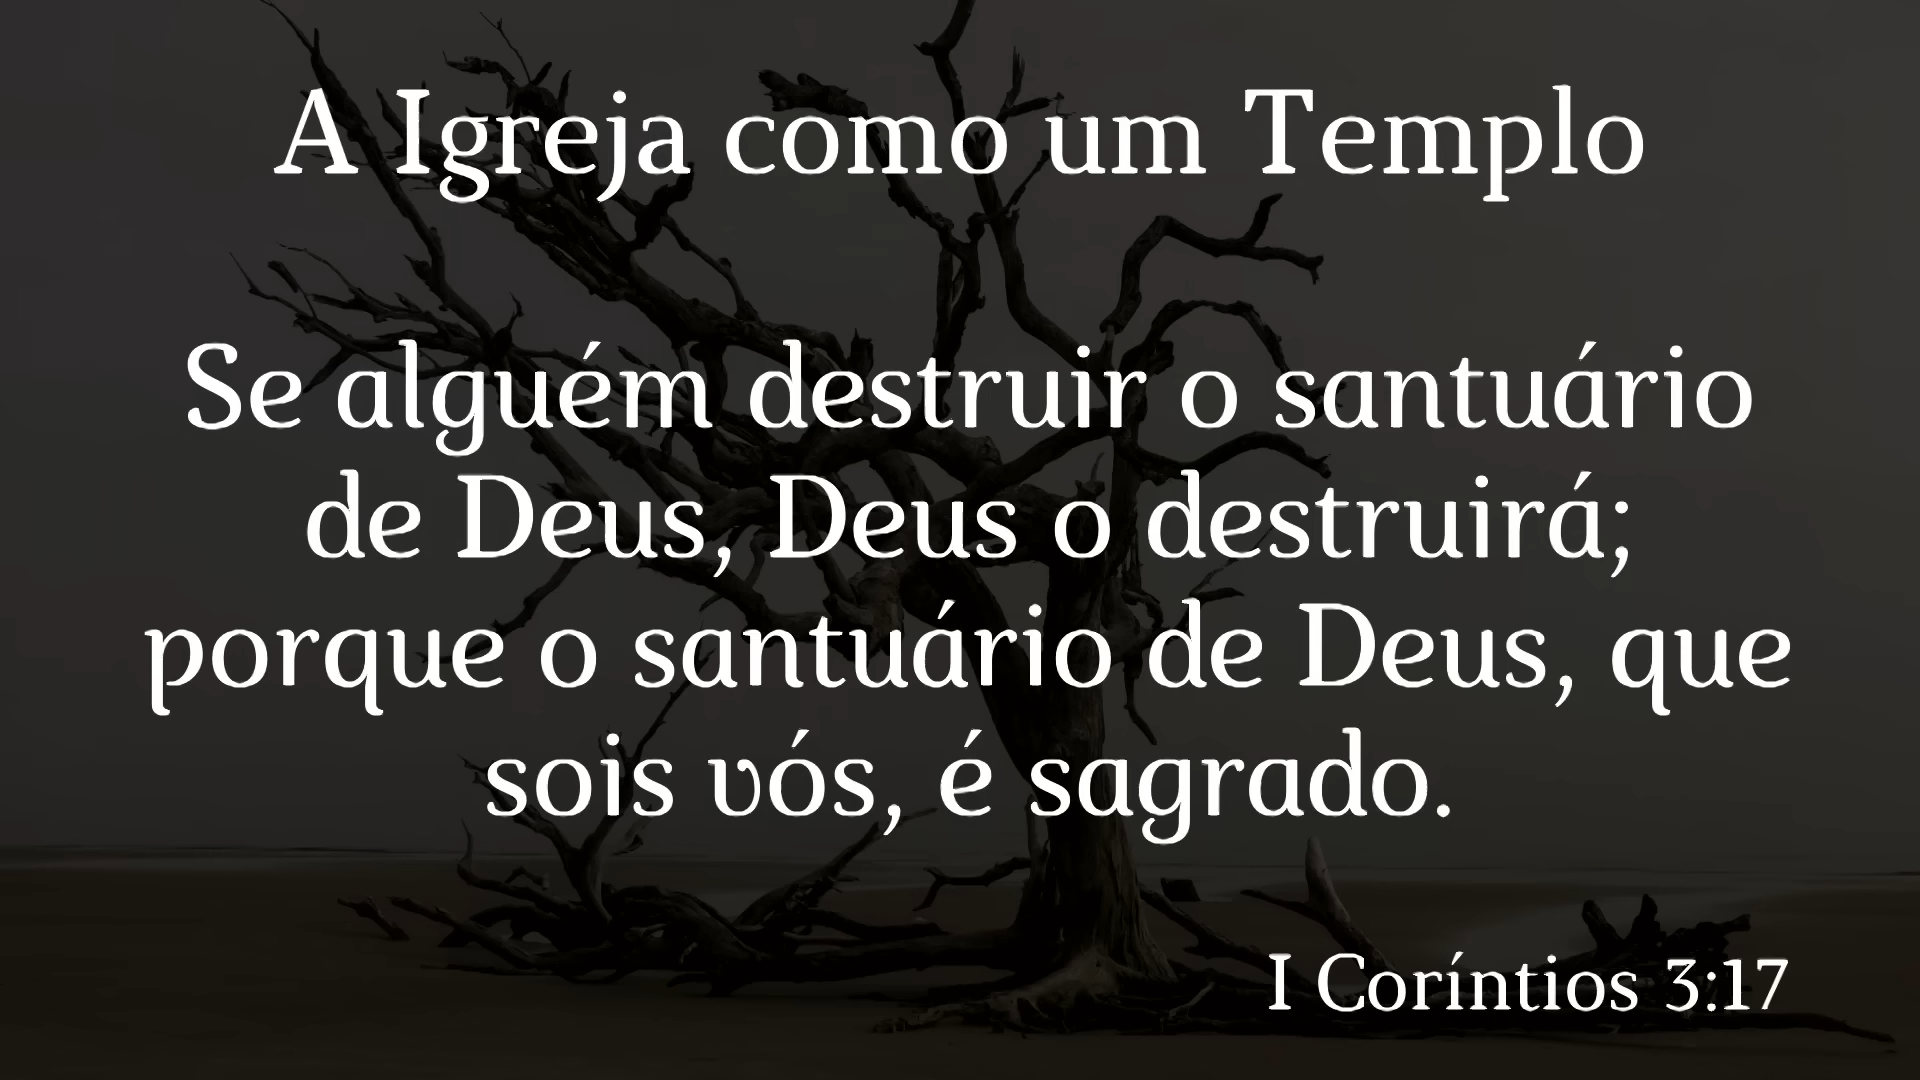 A Igreja como um Templo
Se alguém destruir o santuário
de Deus, Deus o destruirá;
porque o santuário de Deus, que
sois vós, é sagrado.
I Coríntios 3:17